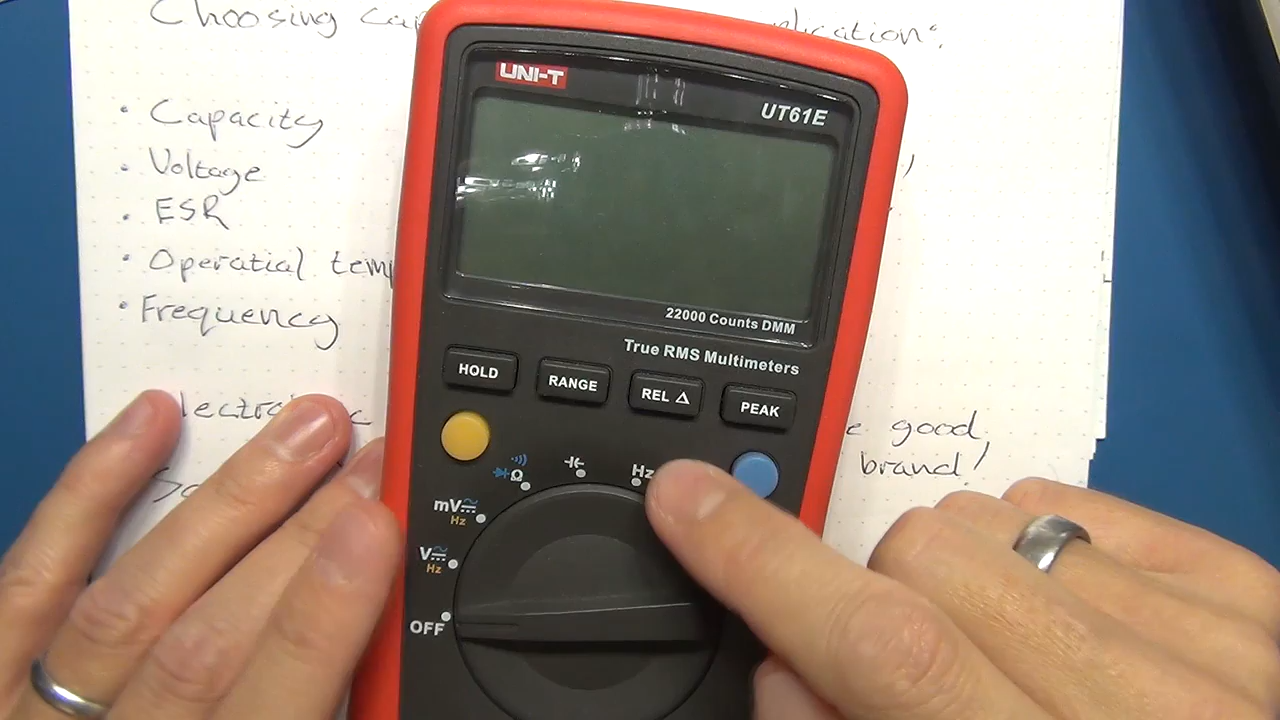 Choosing
• Capacity
• Voltage
• ESR
• Operatial temp
• Frequency
good,
brand!
UNI-T
UT61E
22000 Counts DMM
True RMS Multimeters
HOLD RANGE REL Δ PEAK
Ω Hz
mV Hz
V Hz
OFF